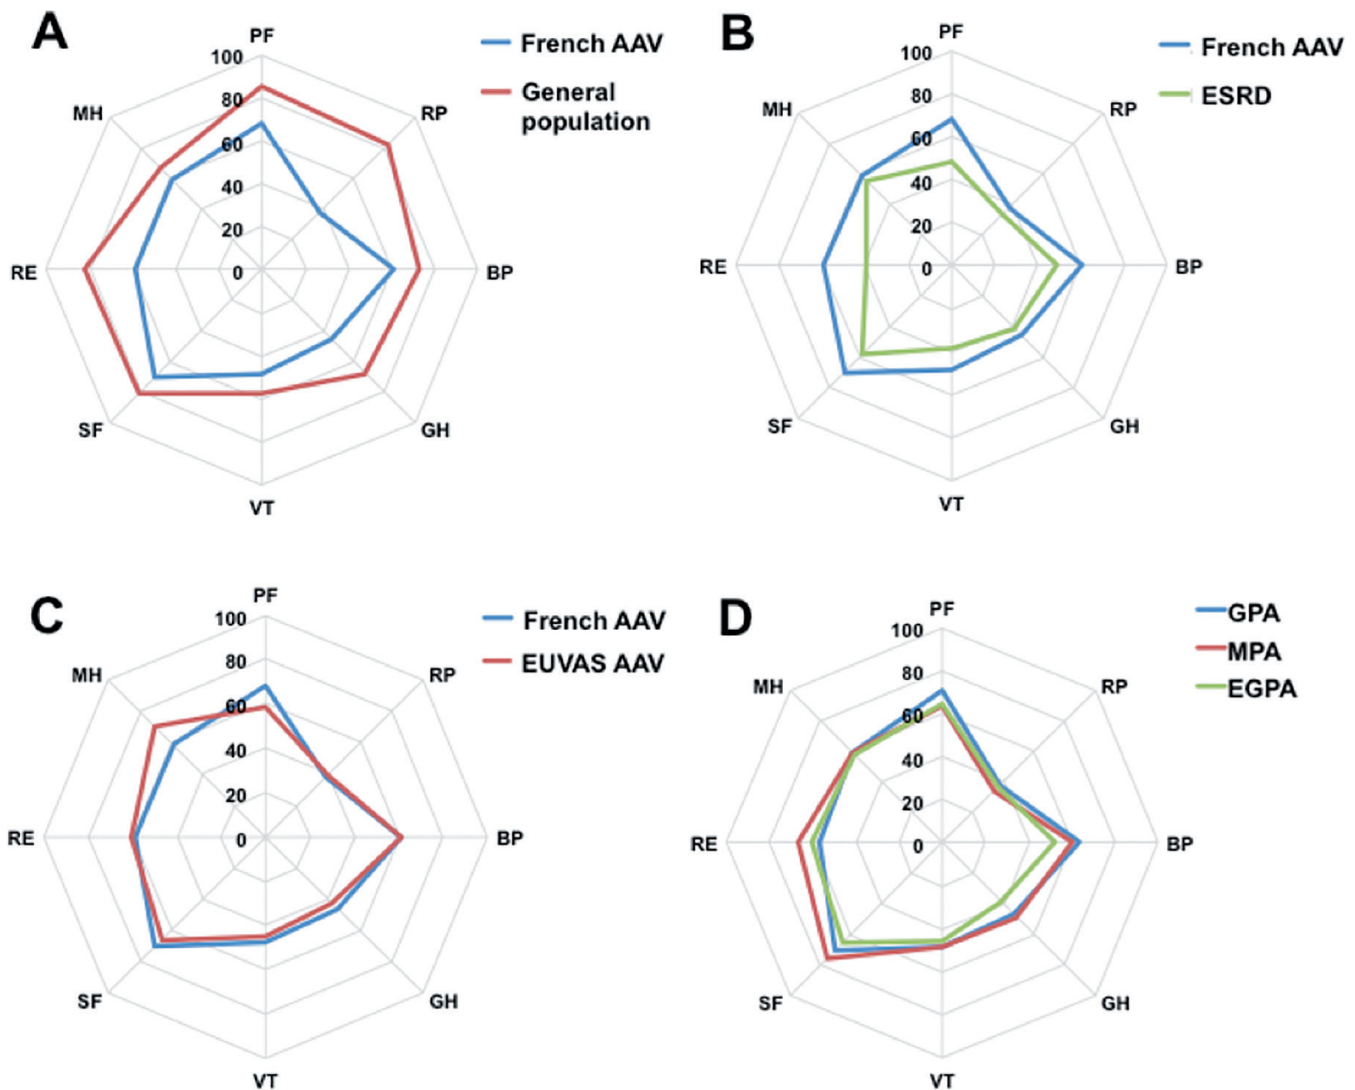 A
PF
100
80
60
40
20
0
MH
RP
RE
BP
SF
GH
VT
French AAV
General
population
B
PF
100
80
60
40
20
0
MH
RP
RE
BP
SF
GH
VT
French AAV
ESRD
C
PF
100
80
60
40
20
0
MH
RP
RE
BP
SF
GH
VT
French AAV
EUVAS AAV
D
PF
100
80
60
40
20
0
MH
RP
RE
BP
SF
GH
VT
GPA
MPA
EGPA